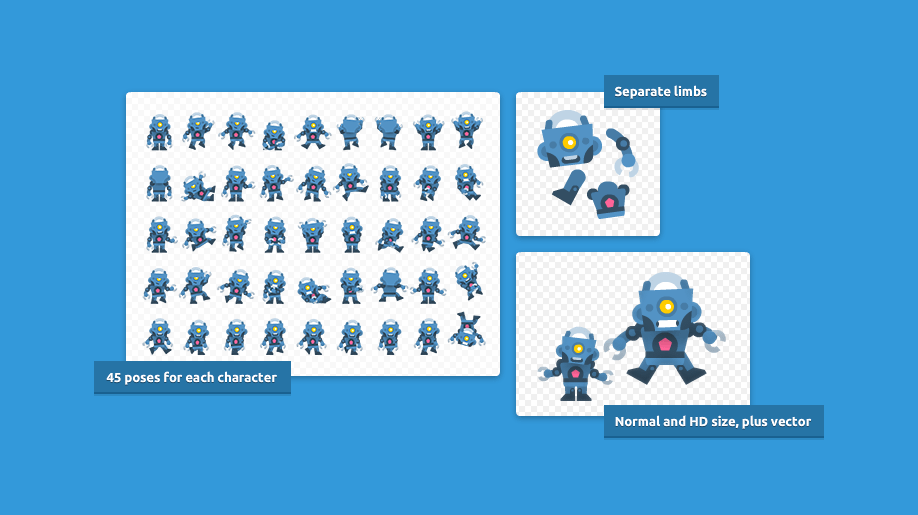 Separate limbs
45 poses for each character
Normal and HD size, plus vector